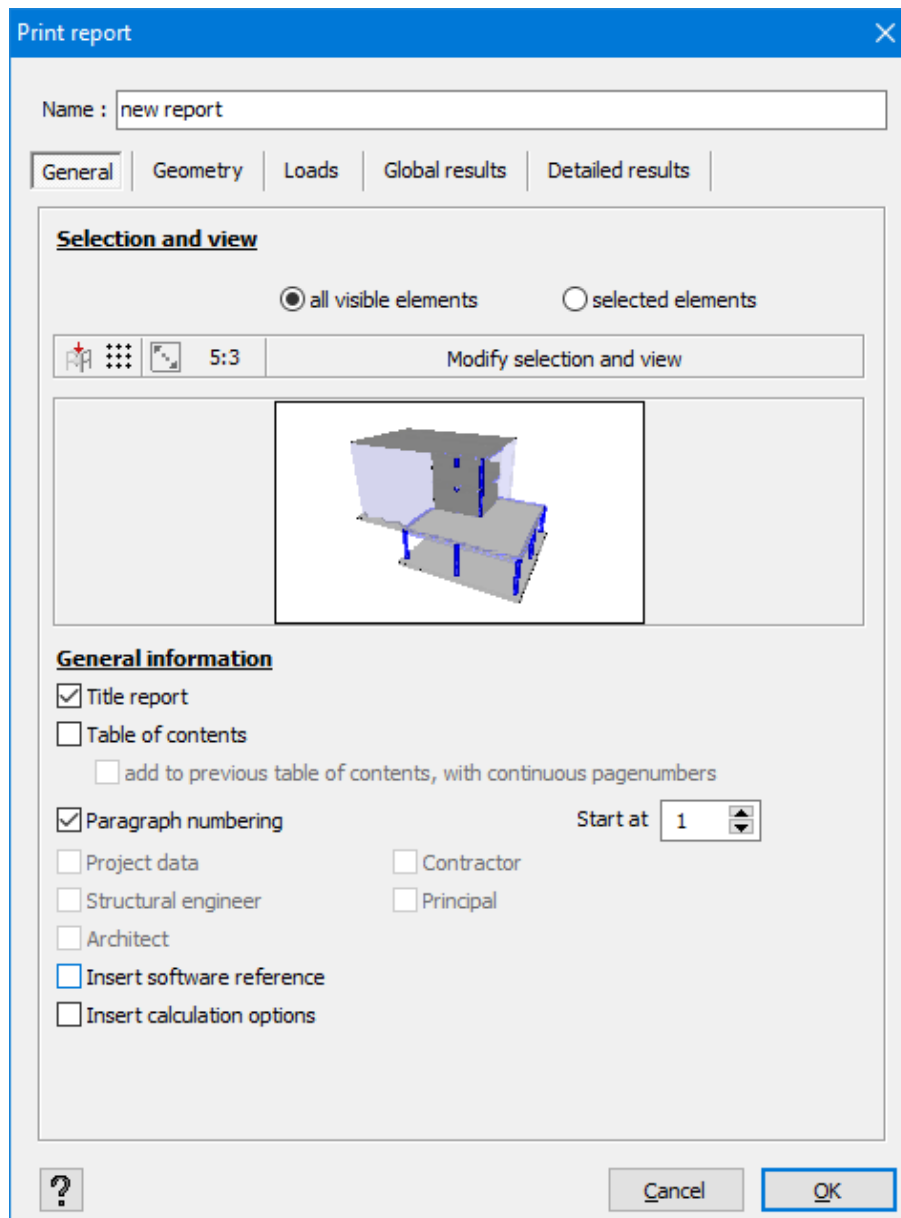 Print report
Name : new report
General Geometry Loads Global results Detailed results
Selection and view
all visible elements selected elements
5:3 Modify selection and view
General information
Title report
Table of contents
add to previous table of contents, with continuous pagenumbers
Paragraph numbering Start at 1
Project data Contractor
Structural engineer Principal
Architect
Insert software reference
Insert calculation options
? Cancel OK